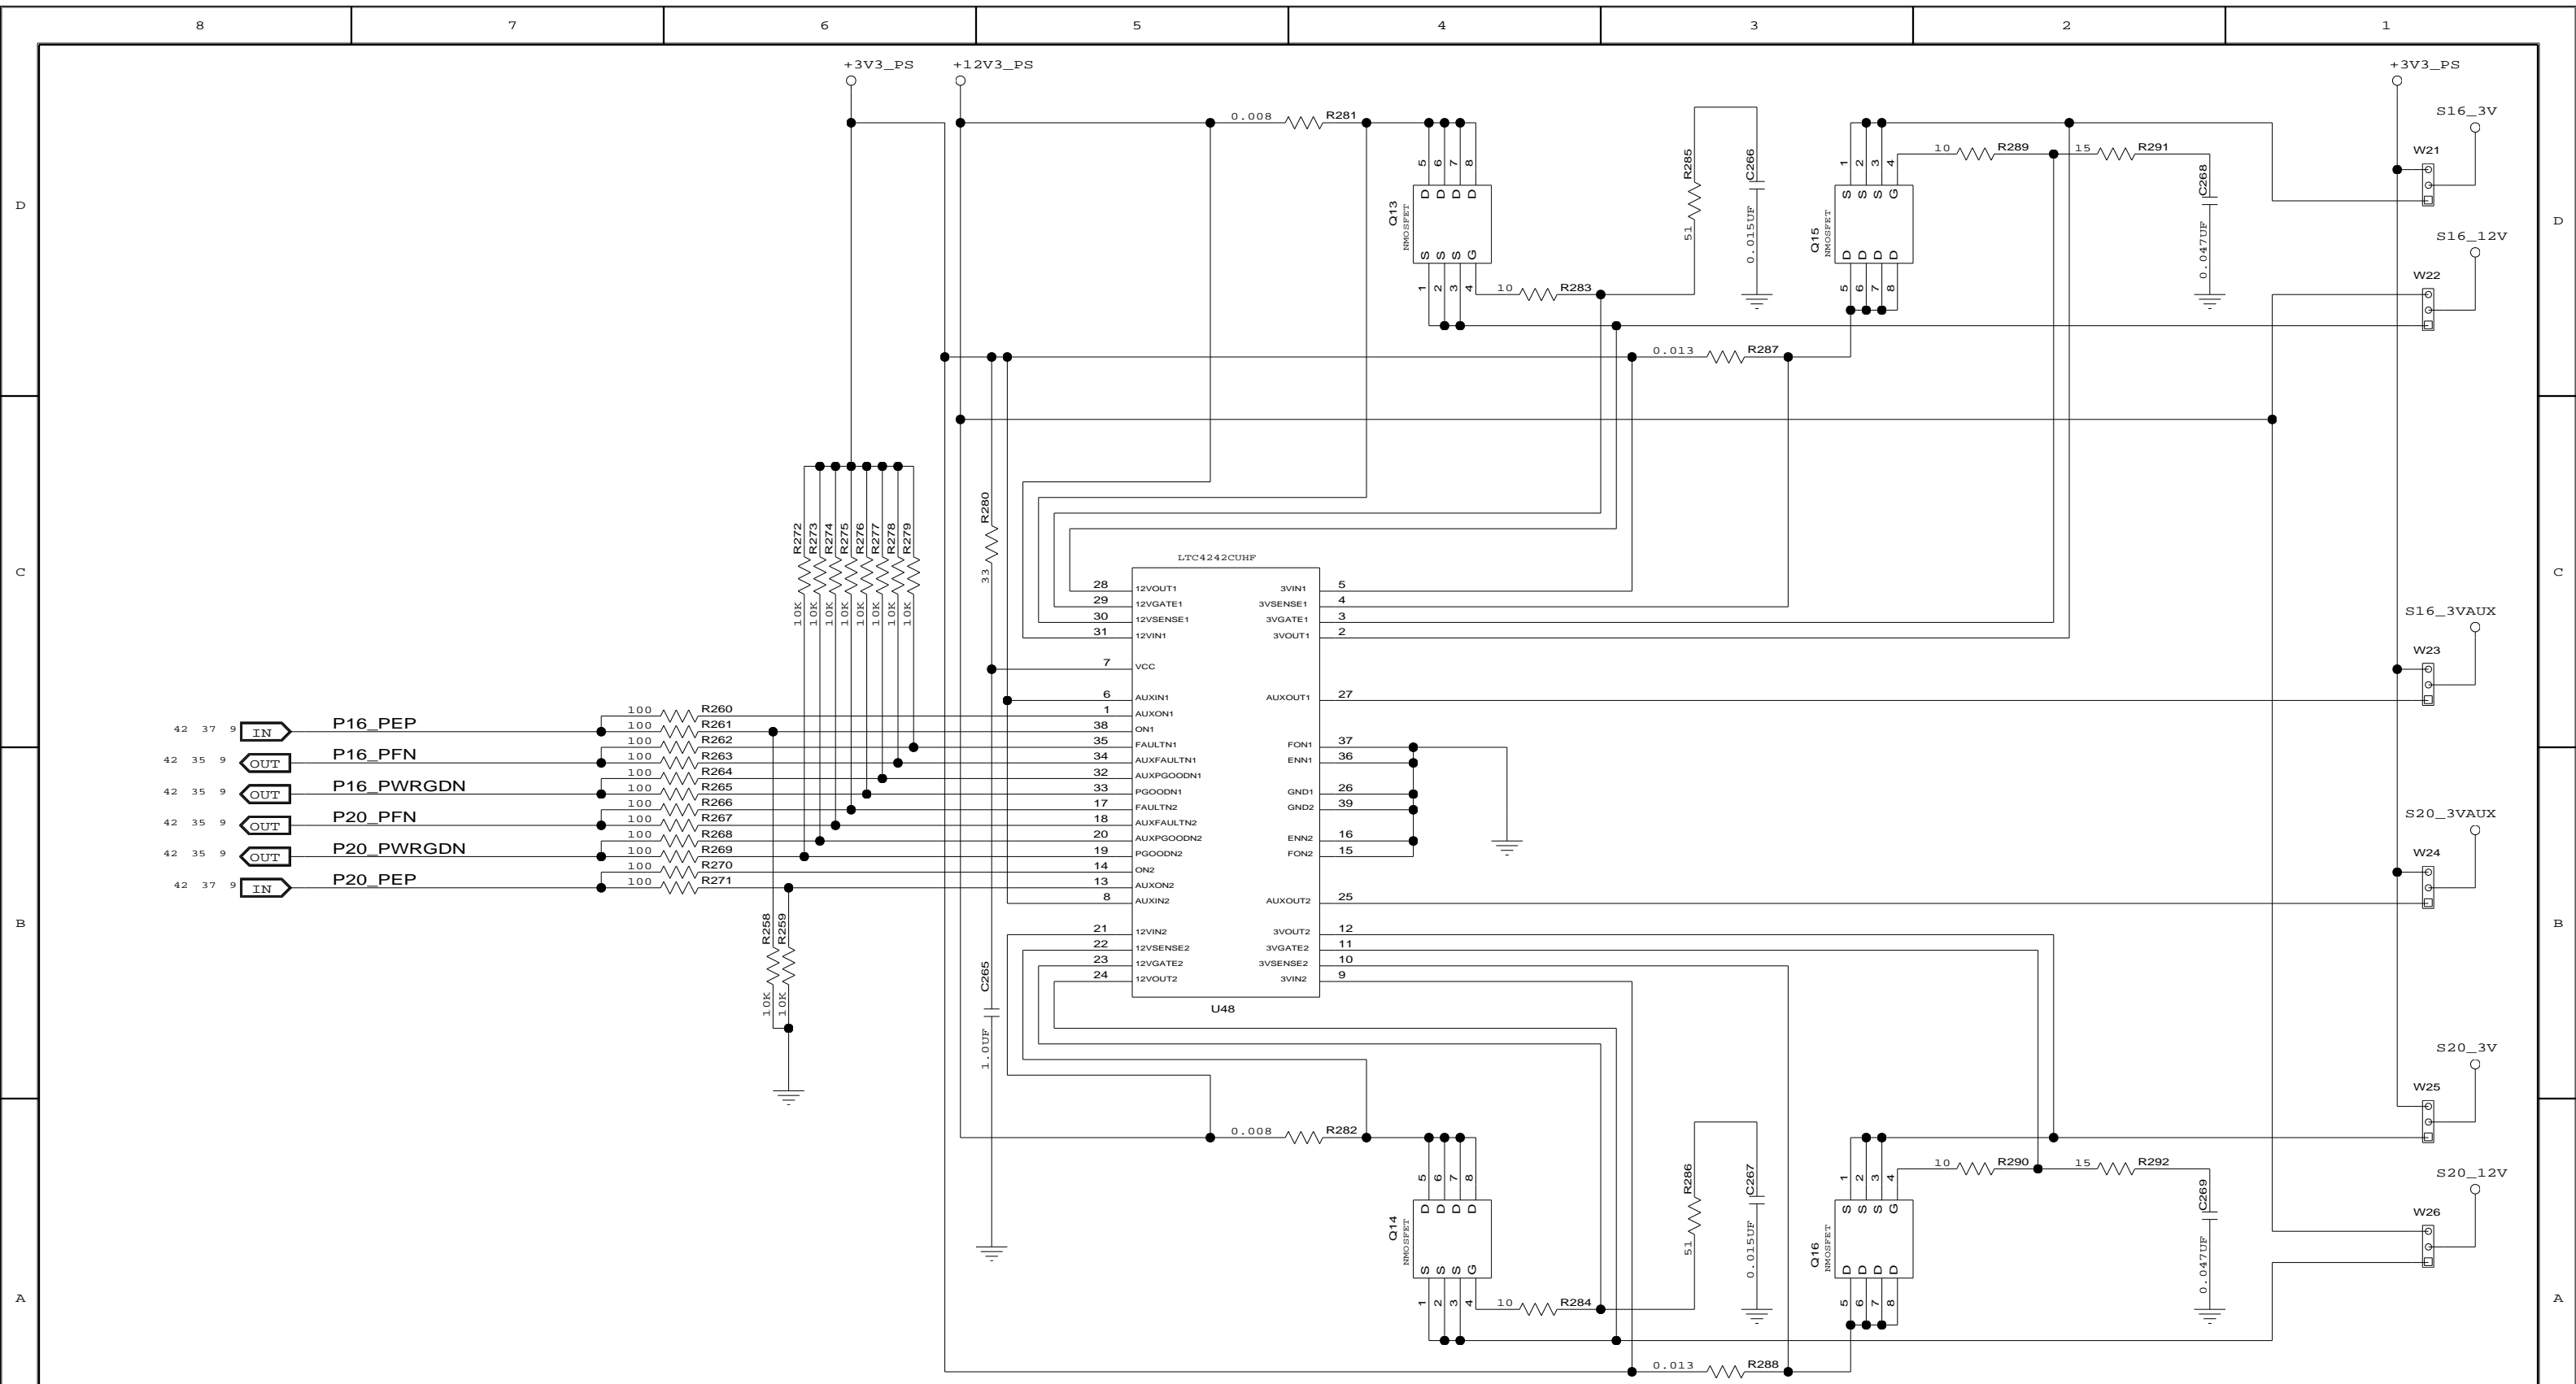 8 7 6 5 4 3 2 1
+3V3_PS +12V3_PS +3V3_PS
S16_3V
0.008 R281
W21
10 R289 15 R291
R285 51
C266 0.015UF
C268 0.047UF
5 6 7 8
D D D D
Q13 NMOSFET
S S S G
1 2 3 4
1 2 3 4
S S S G
Q15 NMOSFET
D D D D
5 6 7 8
D D
S16_12V
W22
10 R283
0.013 R287
R272 10K
R273 10K
R274 10K
R275 10K
R276 10K
R277 10K
R278 10K
R279 10K
R280 33
C C
LTC4242CUHF
28 12VOUT1 3VIN1 5
29 12VGATE1 3VSENSE1 4
30 12VSENSE1 3VGATE1 3
31 12VIN1 3VOUT1 2
7 VCC
6 AUXIN1 AUXOUT1 27
1 AUXON1
38 ON1
35 FAULTN1 FON1 37
34 AUXFAULTN1 ENN1 36
32 AUXPGOODN1
33 PGOODN1 GND1 26
17 FAULTN2 GND2 39
18 AUXFAULTN2
20 AUXPGOODN2 ENN2 16
19 PGOODN2 FON2 15
14 ON2
13 AUXON2
8 AUXIN2 AUXOUT2 25
21 12VIN2 3VOUT2 12
22 12VSENSE2 3VGATE2 11
23 12VGATE2 3VSENSE2 10
24 12VOUT2 3VIN2 9
U48
S16_3VAUX
W23
S20_3VAUX
W24
42 37 9 IN P16_PEP
42 35 9 OUT P16_PFN
42 35 9 OUT P16_PWRGDN
42 35 9 OUT P20_PFN
42 35 9 OUT P20_PWRGDN
42 37 9 IN P20_PEP
100 R260
100 R261
100 R262
100 R263
100 R264
100 R265
100 R266
100 R267
100 R268
100 R269
100 R270
100 R271
B B
R258 10K
R259 10K
C265 1.0UF
S20_3V
W25
0.008 R282
10 R290 15 R292
R286 51
C267 0.015UF
C269 0.047UF
S20_12V
W26
5 6 7 8
D D D D
Q14 NMOSFET
S S S G
1 2 3 4
1 2 3 4
S S S G
Q16 NMOSFET
D D D D
5 6 7 8
A A
10 R284
0.013 R288